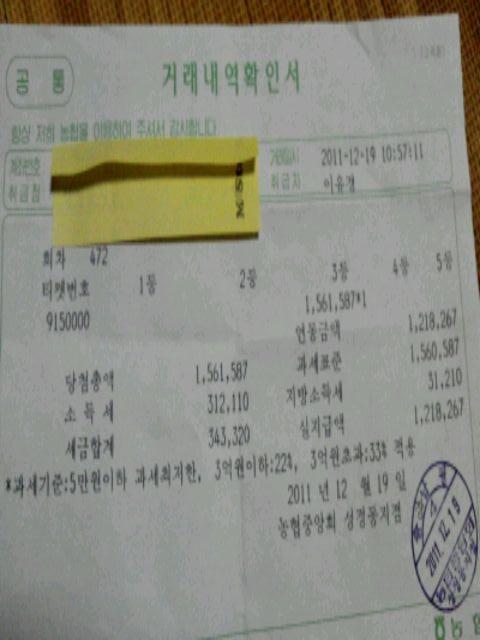 공 통
거래내역확인서
항상 저희 농협을 이용하여 주셔서 감사합니다
계좌번호
거래일시 2011-12-19 10:57:11
취급점
취급자 이유경
회차 472
티켓번호 1등 2등 3등 4등 5등
9150000 1,561,587*1
연동금액 1,218,267
당첨총액 1,561,587 과세표준 1,560,587
소 득 세 312,110 지방소득세 31,210
세금합계 343,320 실지급액 1,218,267
*과세기준:5만원이하 과세최저한, 3억원이하:22%, 3억원초과:33% 적용
2011 년 12 월 19 일
농협중앙회 성정동지점
2011.12.19